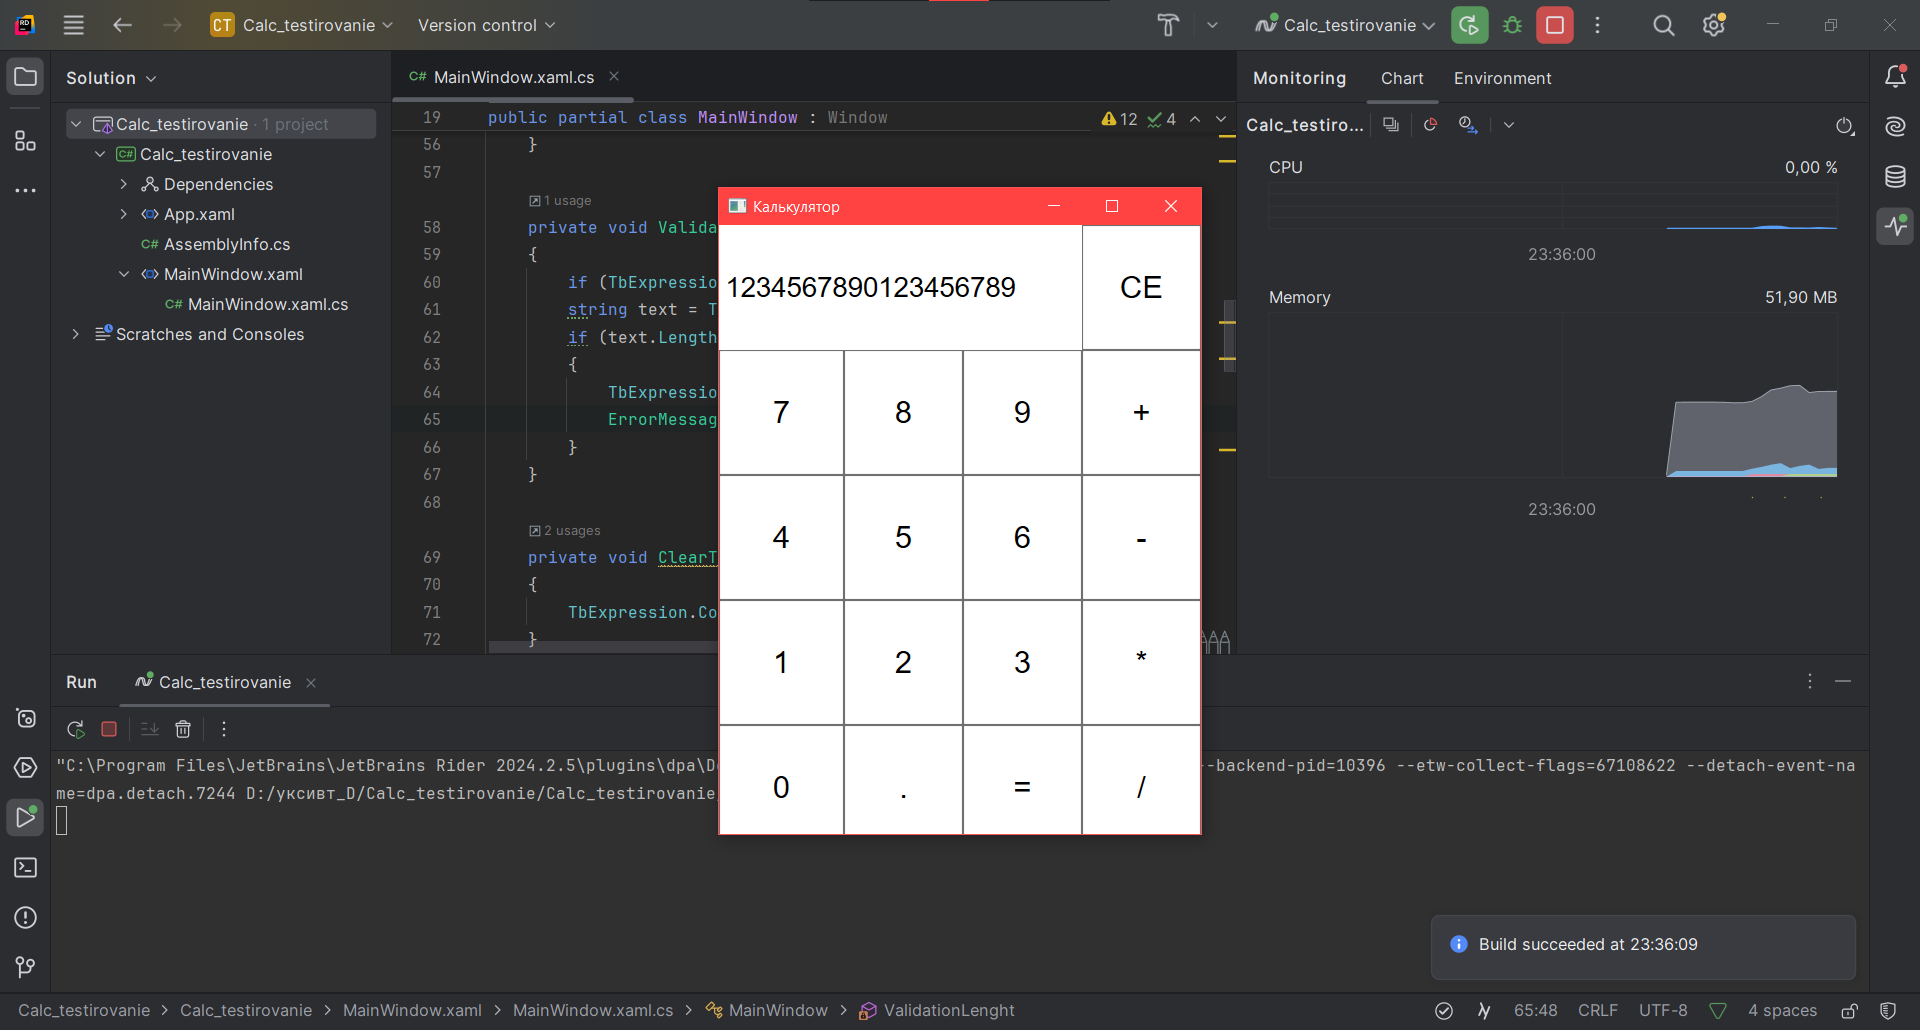 CT Calc_testirovanie Version control Calc_testirovanie
Solution
Calc_testirovanie · 1 project
Calc_testirovanie
Dependencies
App.xaml
C# AssemblyInfo.cs
MainWindow.xaml
C# MainWindow.xaml.cs
Scratches and Consoles
C# MainWindow.xaml.cs
19 public partial class MainWindow : Window
12 4
56 }
57
1 usage
58 private void Valida
59 {
60 if (TbExpressio
61 string text = T
62 if (text.Length
63 {
64 TbExpressio
65 ErrorMessag
66 }
67 }
68
2 usages
69 private void ClearT
70 {
71 TbExpression.Co
72 }
Калькулятор
1234567890123456789 CE
7 8 9 +
4 5 6 -
1 2 3 *
0 . = /
Monitoring Chart Environment
Calc_testiro...
CPU 0,00 %
23:36:00
Memory 51,90 MB
23:36:00
Run Calc_testirovanie
"C:\Program Files\JetBrains\JetBrains Rider 2024.2.5\plugins\dpa\D
--backend-pid=10396 --etw-collect-flags=67108622 --detach-event-na
me=dpa.detach.7244 D:/уксивт_D/Calc_testirovanie/Calc_testirovanie
Build succeeded at 23:36:09
Calc_testirovanie > Calc_testirovanie > MainWindow.xaml > MainWindow.xaml.cs > MainWindow > ValidationLenght
65:48 CRLF UTF-8 4 spaces